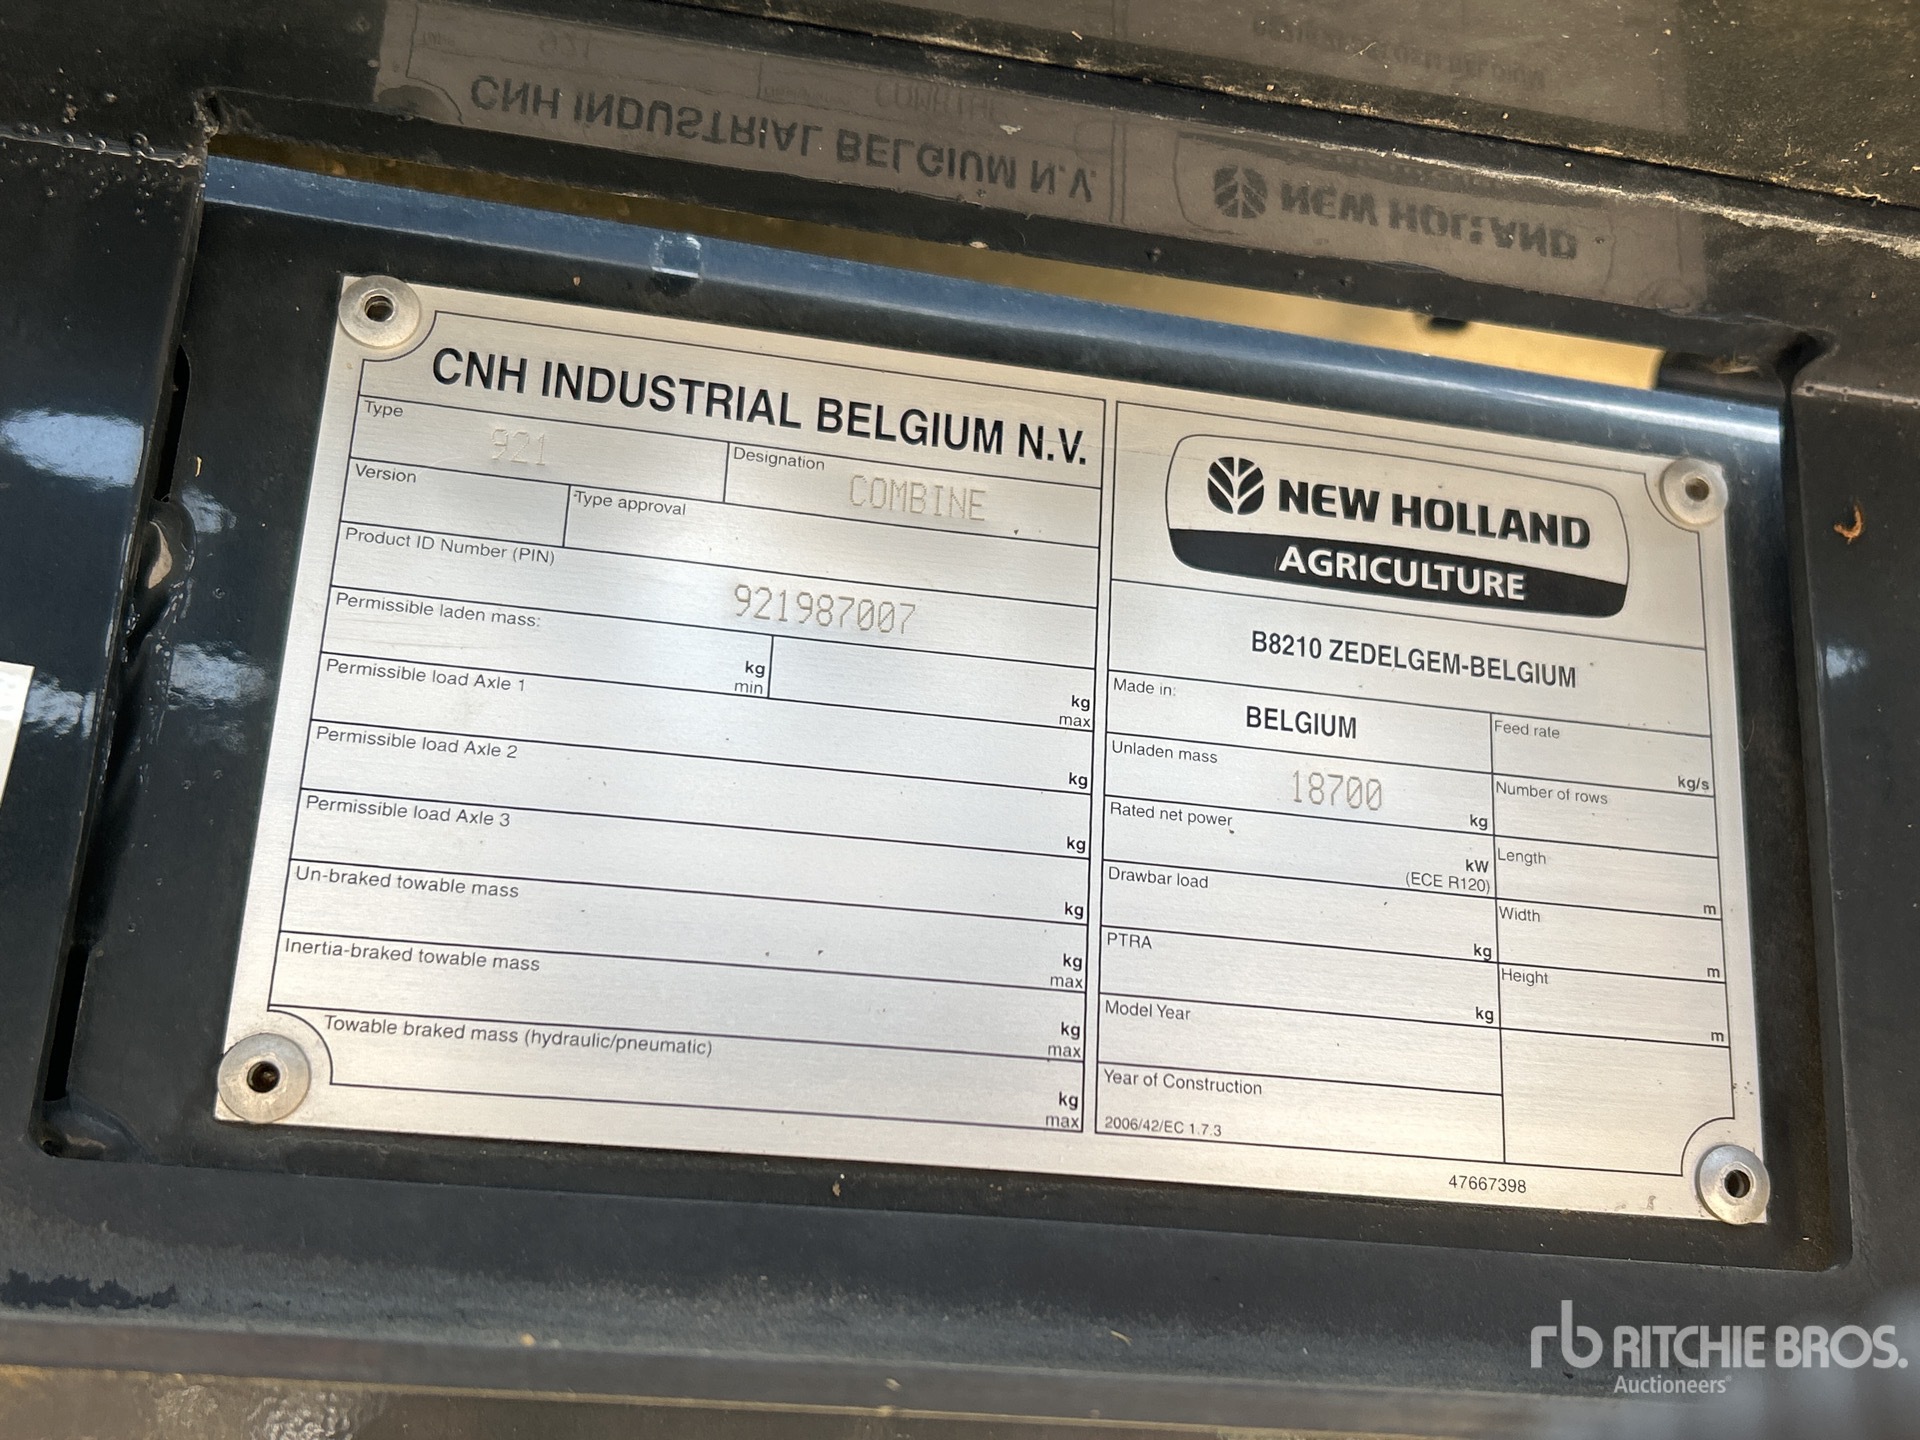 CNH INDUSTRIAL BELGIUM N.V.
Type
921
Designation
COMBINE
Version
Type approval
Product ID Number (PIN)
921987007
Permissible laden mass:
kg
min
kg
max
Permissible load Axle 1
kg
Permissible load Axle 2
kg
Permissible load Axle 3
kg
Un-braked towable mass
kg
max
Inertia-braked towable mass
kg
max
Towable braked mass (hydraulic/pneumatic)
kg
max
NEW HOLLAND
AGRICULTURE
B8210 ZEDELGEM-BELGIUM
Made in:
BELGIUM
Feed rate
kg/s
Unladen mass
18700
kg
Number of rows
Rated net power
kW
(ECE R120)
Length
m
Drawbar load
kg
Width
m
PTRA
kg
Height
m
Model Year
Year of Construction
2006/42/EC 1.7.3
47667398
rb RITCHIE BROS.
Auctioneers